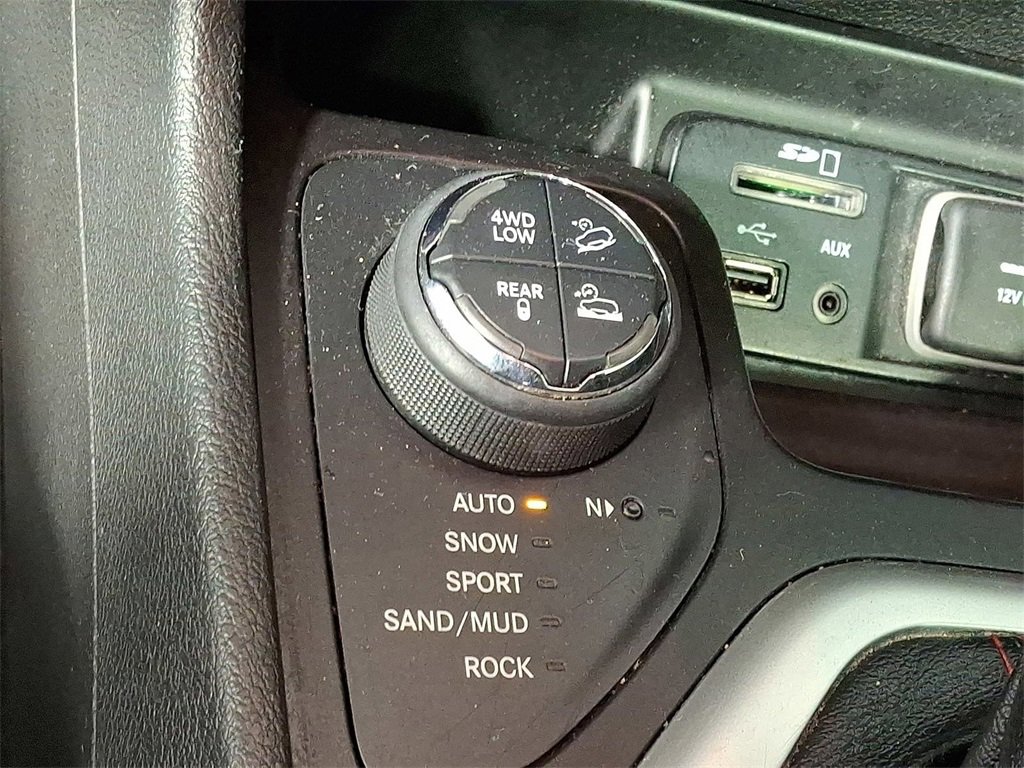 4WD
LOW
REAR
SD
AUX
12V
AUTO
N
SNOW
SPORT
SAND/MUD
ROCK